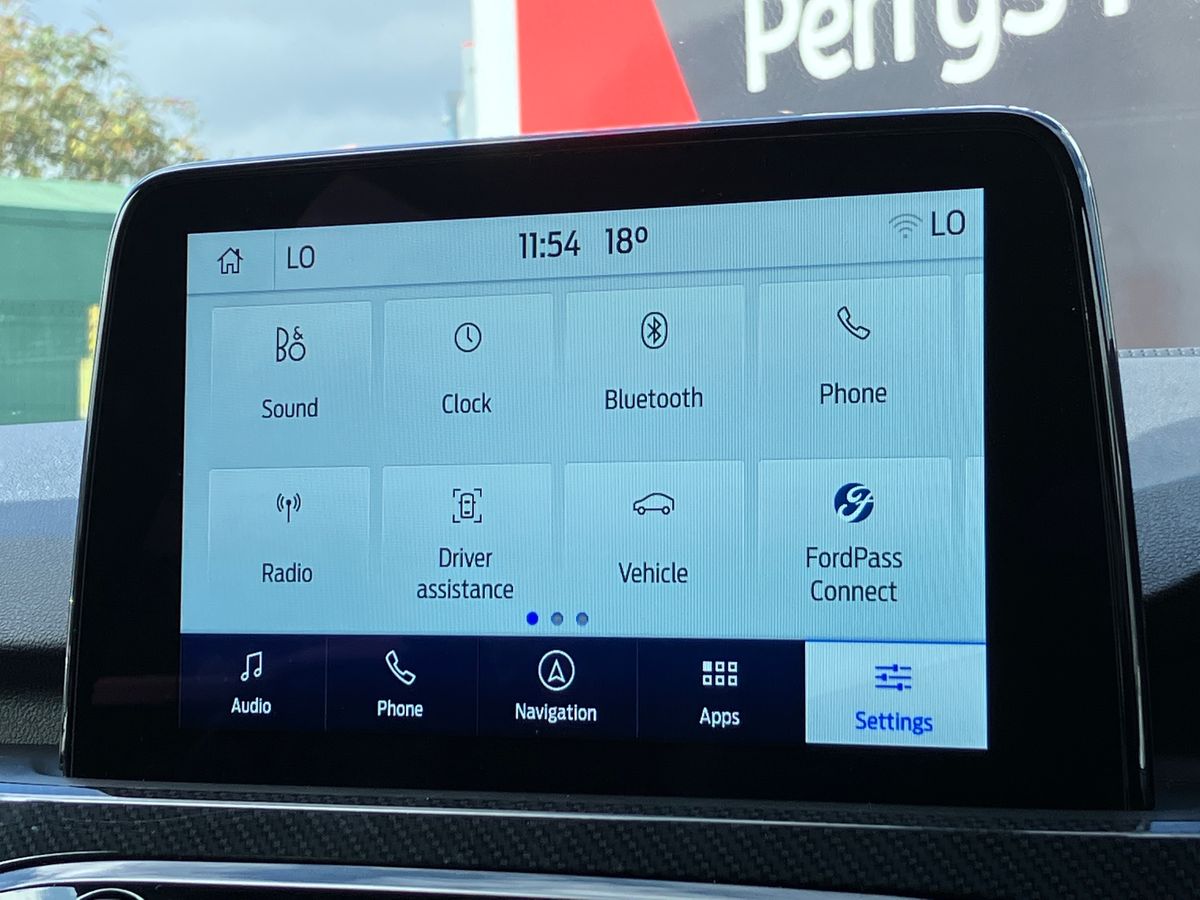 Perrys
LO 11:54 18º LO
B&O
Sound Clock Bluetooth Phone
Radio Driver assistance Vehicle FordPass Connect
Audio Phone Navigation Apps Settings